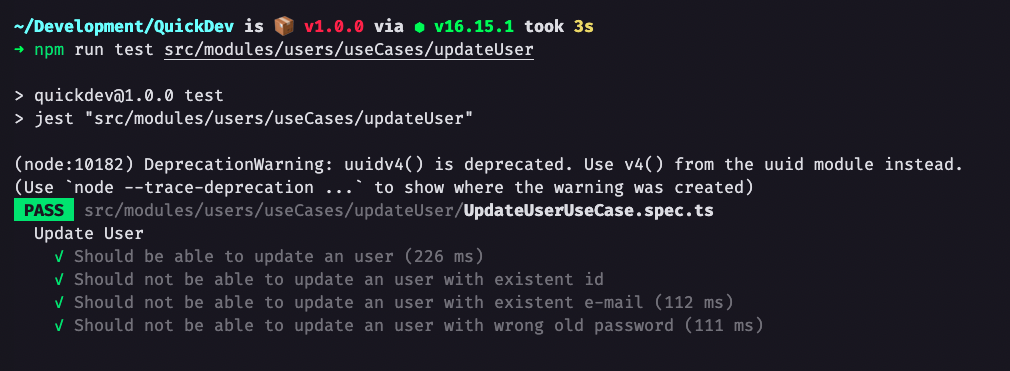 ~/Development/QuickDev is 📦 v1.0.0 via ⬢ v16.15.1 took 3s
➜ npm run test src/modules/users/useCases/updateUser
> quickdev@1.0.0 test
> jest "src/modules/users/useCases/updateUser"
(node:10182) DeprecationWarning: uuidv4() is deprecated. Use v4() from the uuid module instead.
(Use `node --trace-deprecation ...` to show where the warning was created)
PASS src/modules/users/useCases/updateUser/UpdateUserUseCase.spec.ts
Update User
√ Should be able to update an user (226 ms)
√ Should not be able to update an user with existent id
√ Should not be able to update an user with existent e-mail (112 ms)
√ Should not be able to update an user with wrong old password (111 ms)